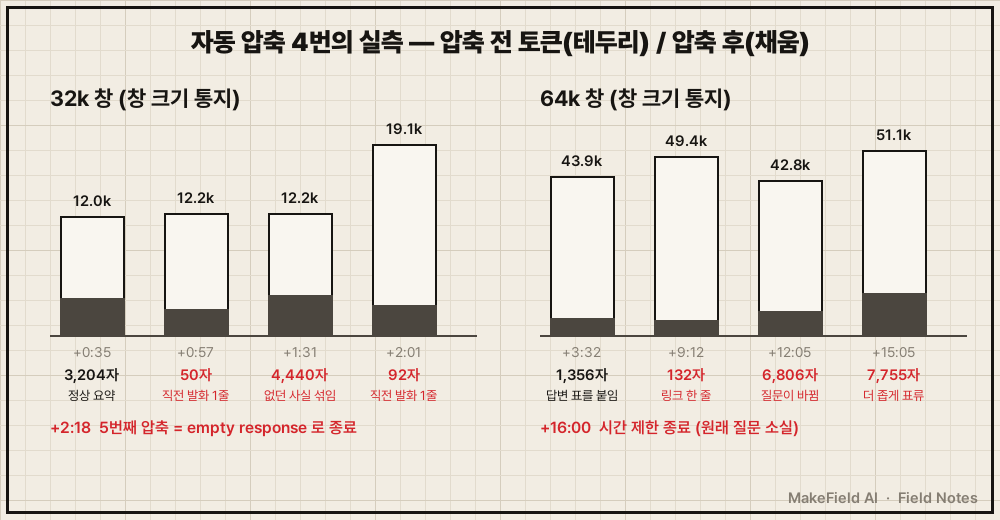 자동 압축 4번의 실측 — 압축 전 토큰(테두리) / 압축 후(채움)
32k 창 (창 크기 통지)
12.0k
12.2k
12.2k
19.1k
+0:35
+0:57
+1:31
+2:01
3,204자
50자
4,440자
92자
정상 요약
직전 발화 1줄
없던 사실 섞임
직전 발화 1줄
+2:18 5번째 압축 = empty response 로 종료
64k 창 (창 크기 통지)
43.9k
49.4k
42.8k
51.1k
+3:32
+9:12
+12:05
+15:05
1,356자
132자
6,806자
7,755자
답변 표를 붙임
링크 한 줄
질문이 바뀜
더 좁게 표류
+16:00 시간 제한 종료 (원래 질문 소실)
MakeField AI · Field Notes